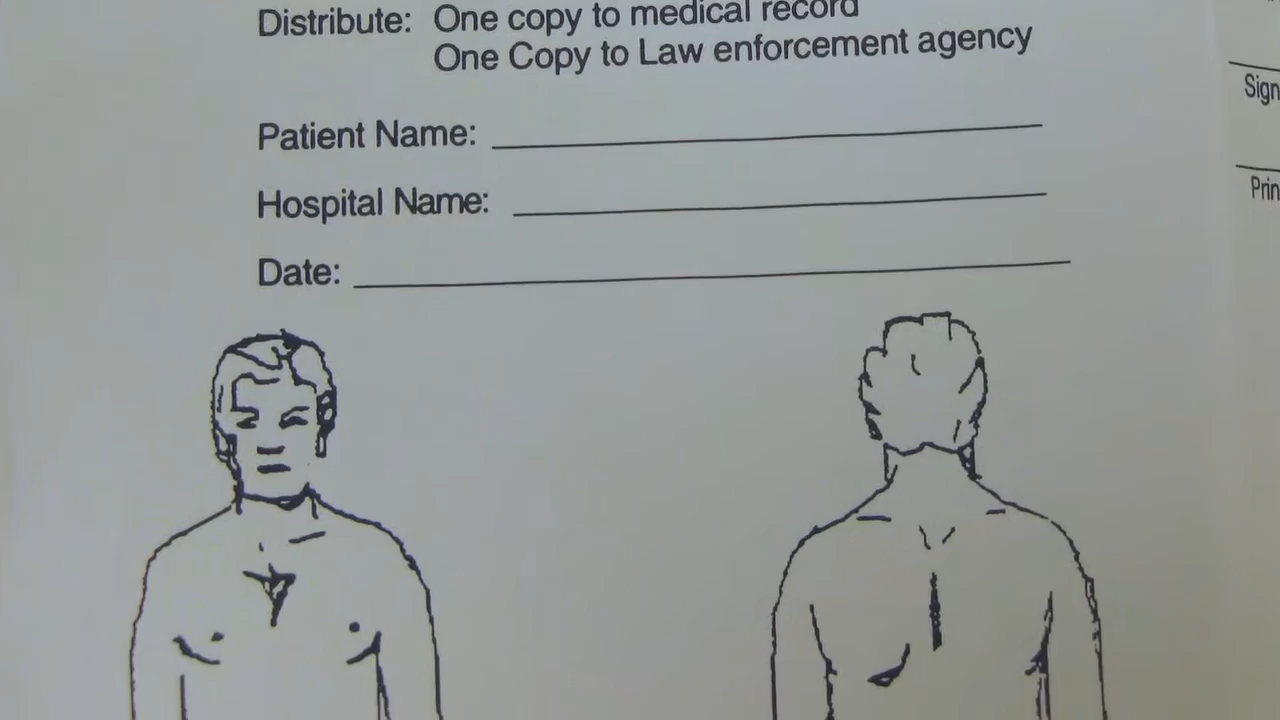 Distribute: One copy to medical record
One Copy to Law enforcement agency
Patient Name:
Hospital Name:
Date: